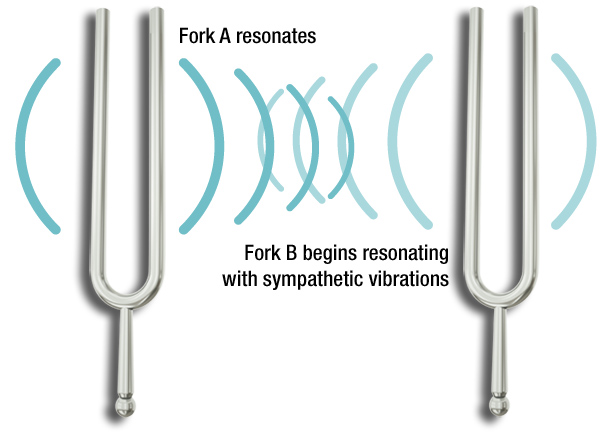 Fork A resonates
Fork B begins resonating
with sympathetic vibrations